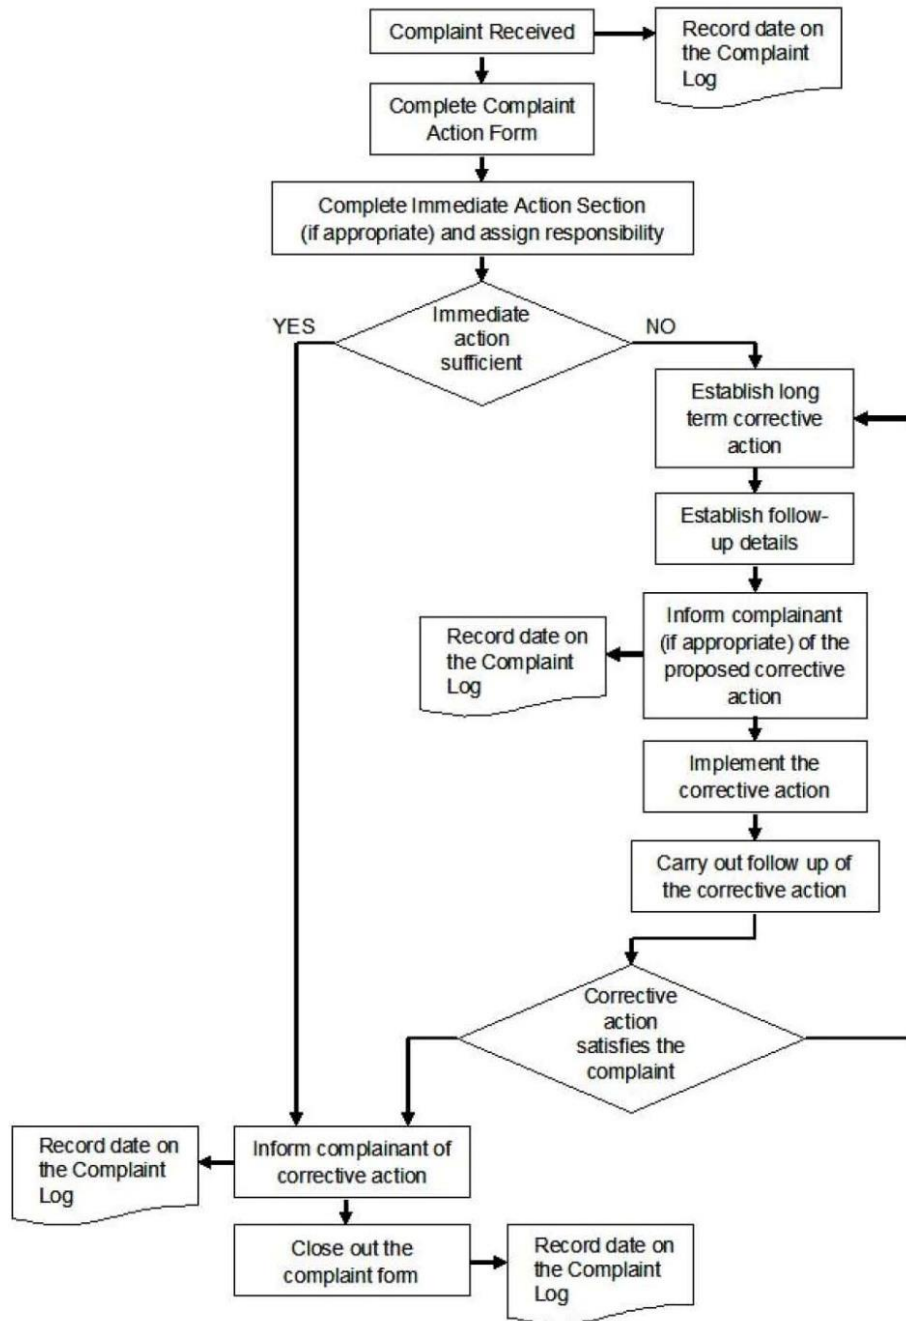 Complaint Received
Record date on
the Complaint
Log
Complete Complaint
Action Form
Complete Immediate Action Section
(if appropriate) and assign responsibility
YES
Immediate
action
sufficient
NO
Establish long
term corrective
action
Establish follow-
up details
Record date on
the Complaint
Log
Inform complainant
(if appropriate) of the
proposed corrective
action
Implement the
corrective action
Carry out follow up of
the corrective action
Corrective
action
satisfies the
complaint
Record date on
the Complaint
Log
Inform complainant of
corrective action
Close out the
complaint form
Record date on
the Complaint
Log